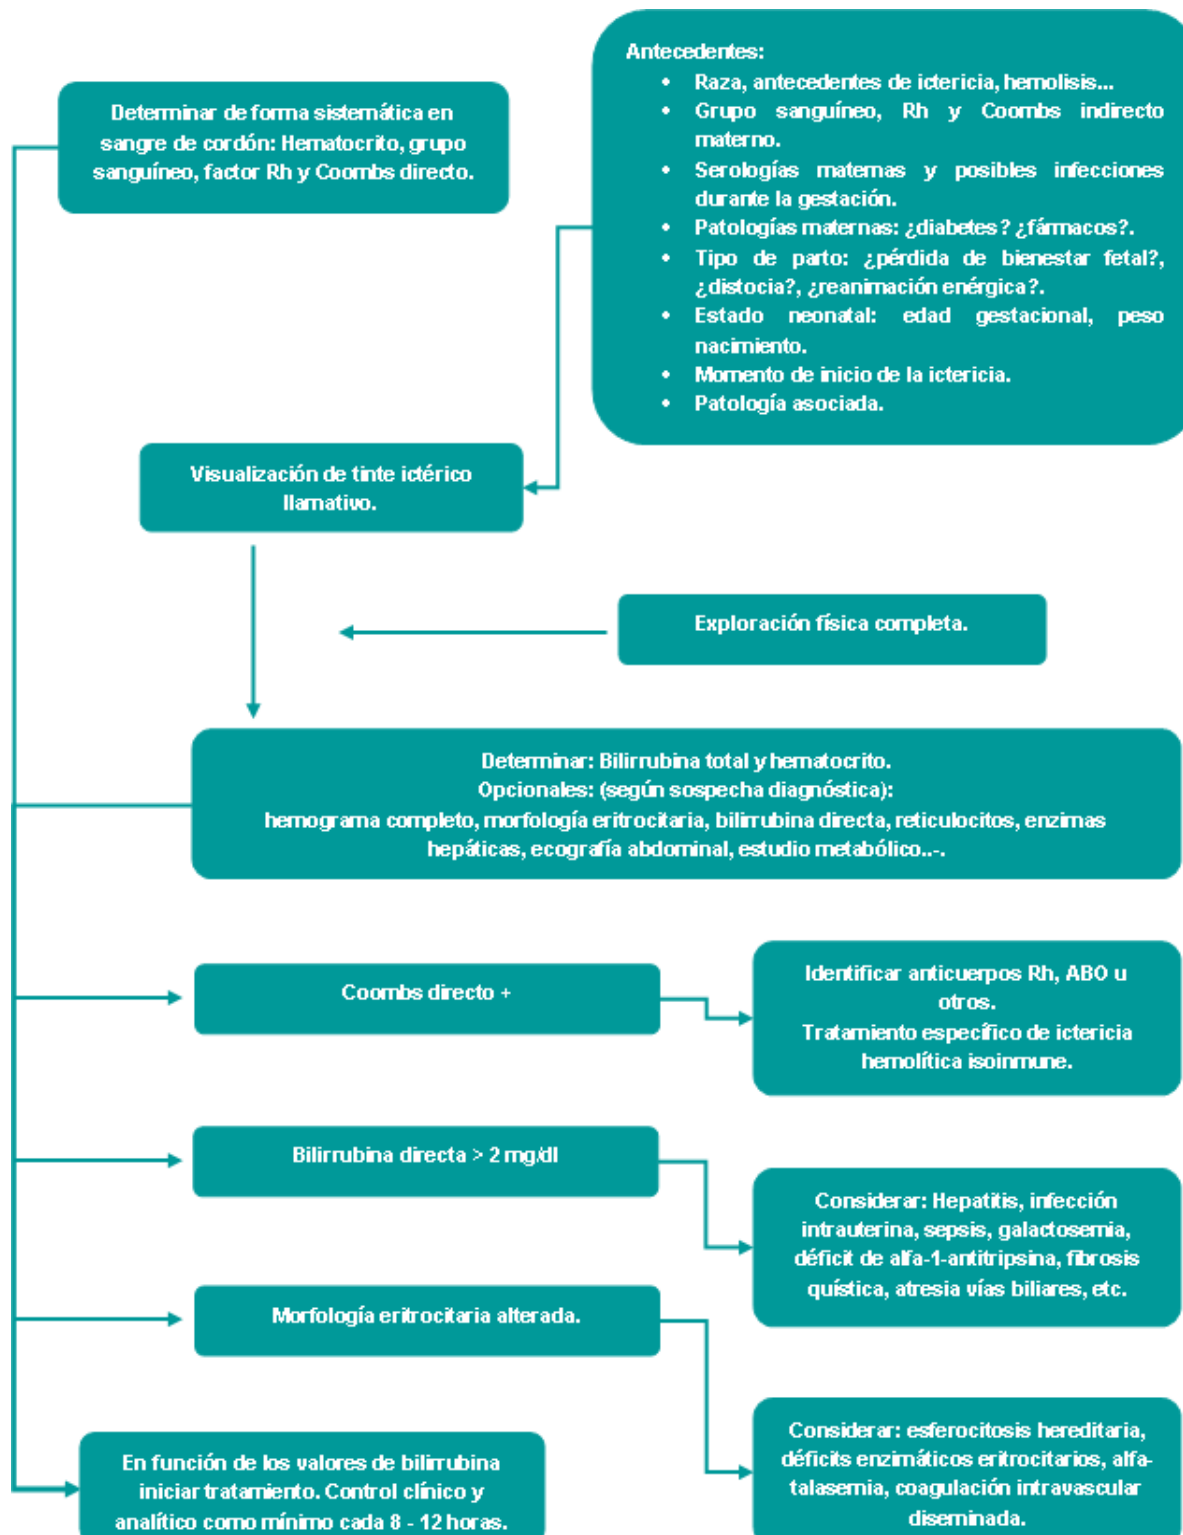 Determinar de forma sistemática en
sangre de cordón: Hematocrito, grupo
sanguíneo, factor Rh y Coombs directo.
Antecedentes:
• Raza, antecedentes de ictericia, hemolisis...
• Grupo sanguíneo, Rh y Coombs indirecto
materno.
• Serologías maternas y posibles infecciones
durante la gestación.
• Patologías maternas: ¿diabetes? ¿fármacos?.
• Tipo de parto: ¿pérdida de bienestar fetal?,
¿distocia?, ¿reanimación enérgica?.
• Estado neonatal: edad gestacional, peso
nacimiento.
• Momento de inicio de la ictericia.
• Patología asociada.
Visualización de tinte ictérico
llamativo.
Exploración física completa.
Determinar: Bilirrubina total y hematocrito.
Opcionales: (según sospecha diagnóstica):
hemograma completo, morfología eritrocitaria, bilirrubina directa, reticulocitos, enzimas
hepáticas, ecografía abdominal, estudio metabólico..-.
Coombs directo +
Identificar anticuerpos Rh, ABO u
otros.
Tratamiento específico de ictericia
hemolítica isoinmune.
Bilirrubina directa > 2 mg/dl
Considerar: Hepatitis, infección
intrauterina, sepsis, galactosemia,
déficit de alfa-1-antitripsina, fibrosis
quística, atresia vías biliares, etc.
Morfología eritrocitaria alterada.
Considerar: esferocitosis hereditaria,
déficits enzimáticos eritrocitarios, alfa-
talasemia, coagulación intravascular
diseminada.
En función de los valores de bilirrubina
iniciar tratamiento. Control clínico y
analítico como mínimo cada 8 - 12 horas.